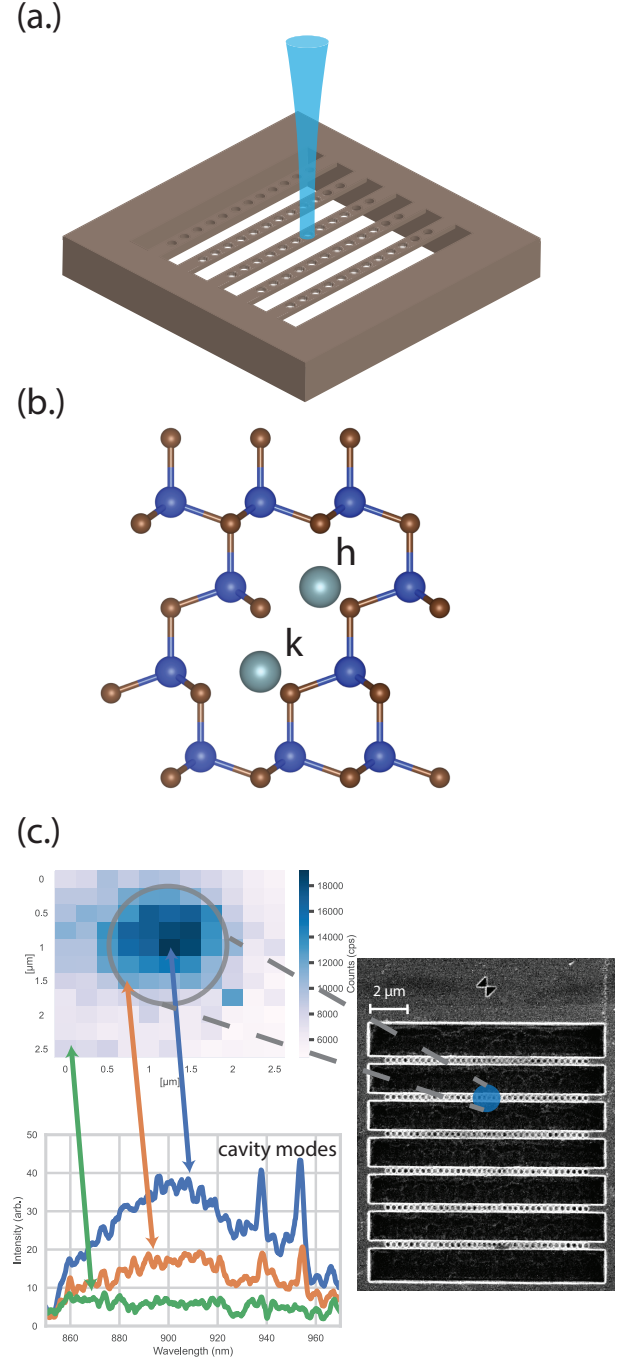 (a.)
(b.)
h
k
(c.)
0
0.5
1
1.5
2
2.5
[µm]
0
0.5
1
1.5
2
2.5
[µm]
18000
16000
14000
12000
10000
8000
6000
Counts (cps)
2 µm
cavity modes
50
40
30
20
10
0
Intensity (arb.)
860
880
900
920
940
960
Wavelength (nm)